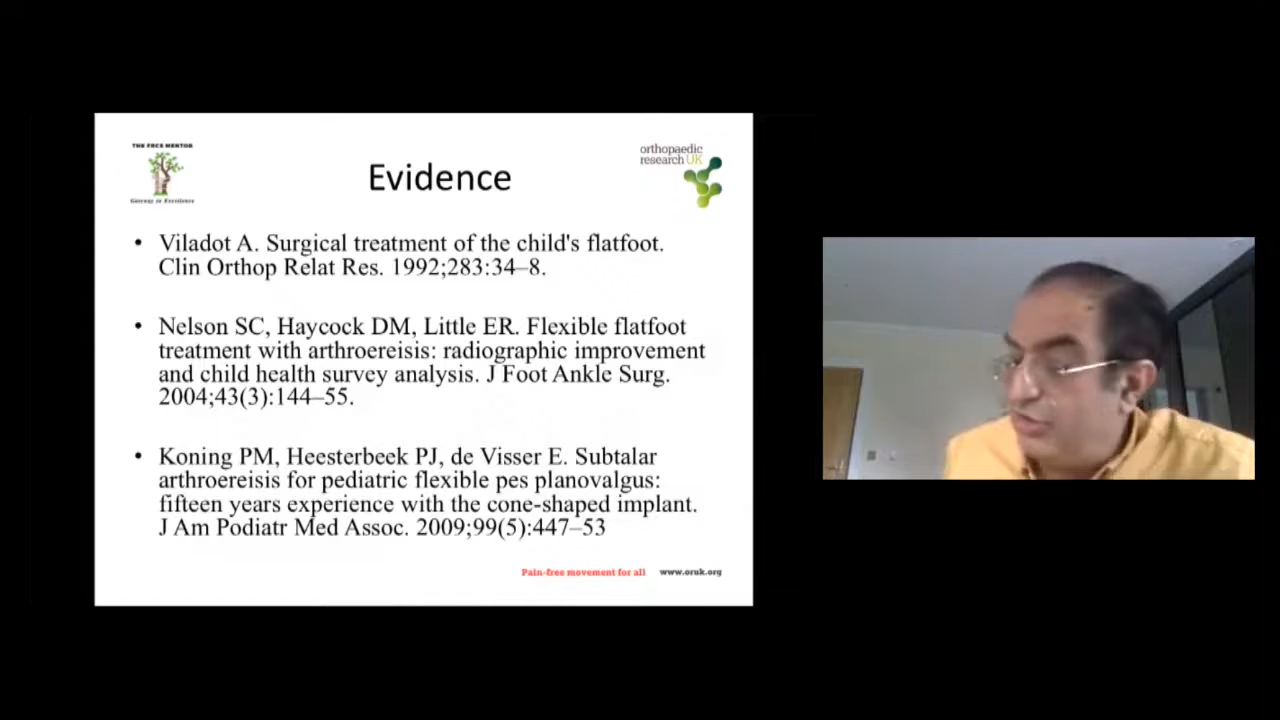 THE FRCS MENTOR
Gateway to Excellence
orthopaedic
research UK
Evidence
• Viladot A. Surgical treatment of the child's flatfoot.
Clin Orthop Relat Res. 1992;283:34–8.
• Nelson SC, Haycock DM, Little ER. Flexible flatfoot
treatment with arthroereisis: radiographic improvement
and child health survey analysis. J Foot Ankle Surg.
2004;43(3):144–55.
• Koning PM, Heesterbeek PJ, de Visser E. Subtalar
arthroereisis for pediatric flexible pes planovalgus:
fifteen years experience with the cone-shaped implant.
J Am Podiatr Med Assoc. 2009;99(5):447–53
Pain-free movement for all www.oruk.org